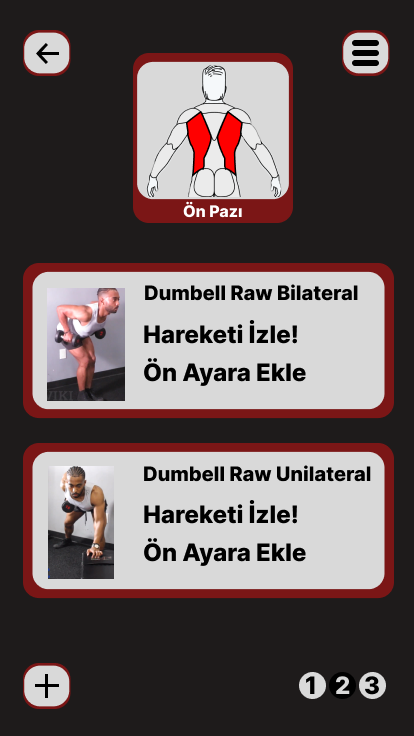 Ön Pazı
Dumbell Raw Bilateral
Hareketi İzle!
Ön Ayara Ekle
Dumbell Raw Unilateral
Hareketi İzle!
Ön Ayara Ekle
1 2 3